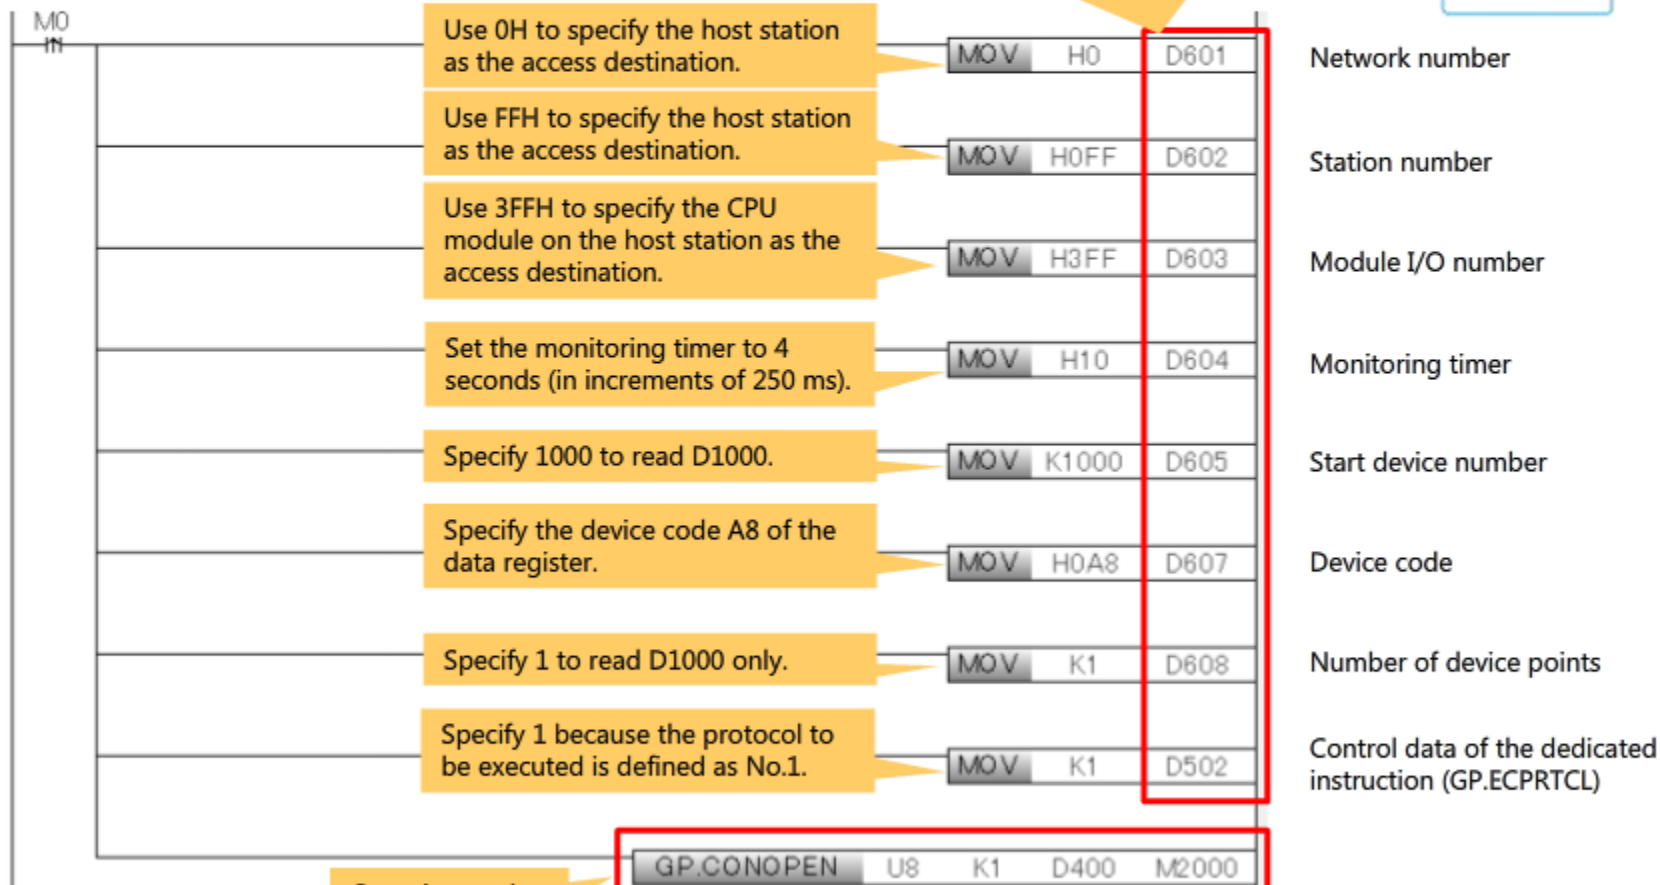 M0
Use 0H to specify the host station
as the access destination.
MOV H0 D601
Network number
Use FFH to specify the host station
as the access destination.
MOV H0FF D602
Station number
Use 3FFH to specify the CPU
module on the host station as the
access destination.
MOV H3FF D603
Module I/O number
Set the monitoring timer to 4
seconds (in increments of 250 ms).
MOV H10 D604
Monitoring timer
Specify 1000 to read D1000.
MOV K1000 D605
Start device number
Specify the device code A8 of the
data register.
MOV H0A8 D607
Device code
Specify 1 to read D1000 only.
MOV K1 D608
Number of device points
Specify 1 because the protocol to
be executed is defined as No.1.
MOV K1 D502
Control data of the dedicated
instruction (GP.ECPRTCL)
GP.CONOPEN U8 K1 D400 M2000